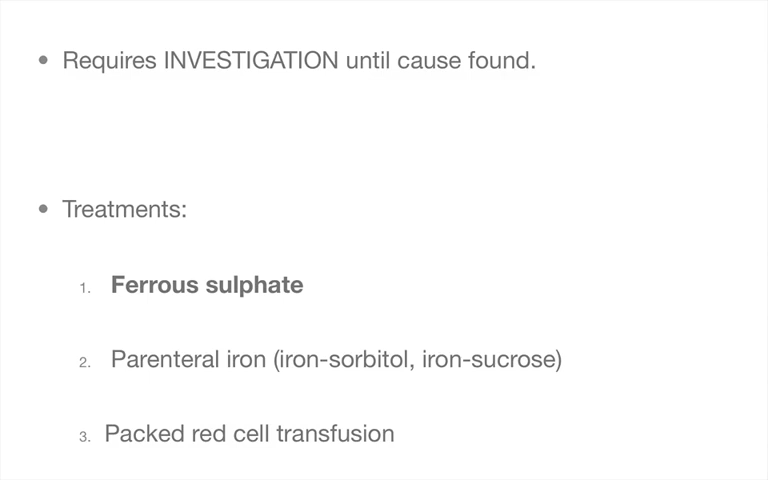 • Requires INVESTIGATION until cause found.
• Treatments:
1. Ferrous sulphate
2. Parenteral iron (iron-sorbitol, iron-sucrose)
3. Packed red cell transfusion